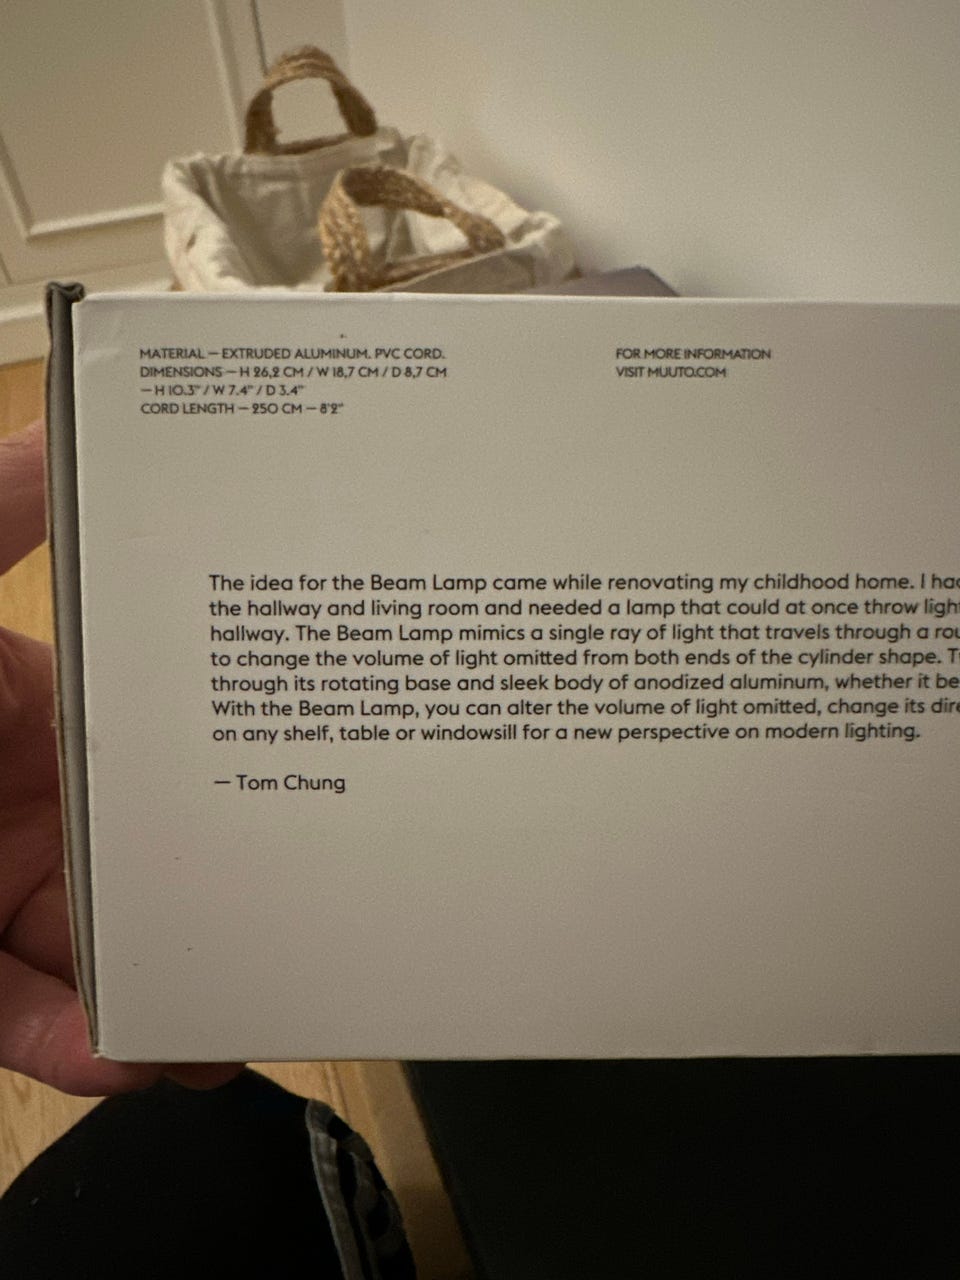 MATERIAL — EXTRUDED ALUMINUM. PVC CORD.
DIMENSIONS — H 26,2 CM / W 18,7 CM / D 8,7 CM
— H 10.3" / W 7.4" / D 3.4"
CORD LENGTH — 250 CM — 8'2"
FOR MORE INFORMATION
VISIT MUUTO.COM
The idea for the Beam Lamp came while renovating my childhood home. I
the hallway and living room and needed a lamp that could at once throw
hallway. The Beam Lamp mimics a single ray of light that travels through a
to change the volume of light omitted from both ends of the cylinder shape.
through its rotating base and sleek body of anodized aluminum, whether it be
With the Beam Lamp, you can alter the volume of light omitted, change its
on any shelf, table or windowsill for a new perspective on modern lighting.
— Tom Chung